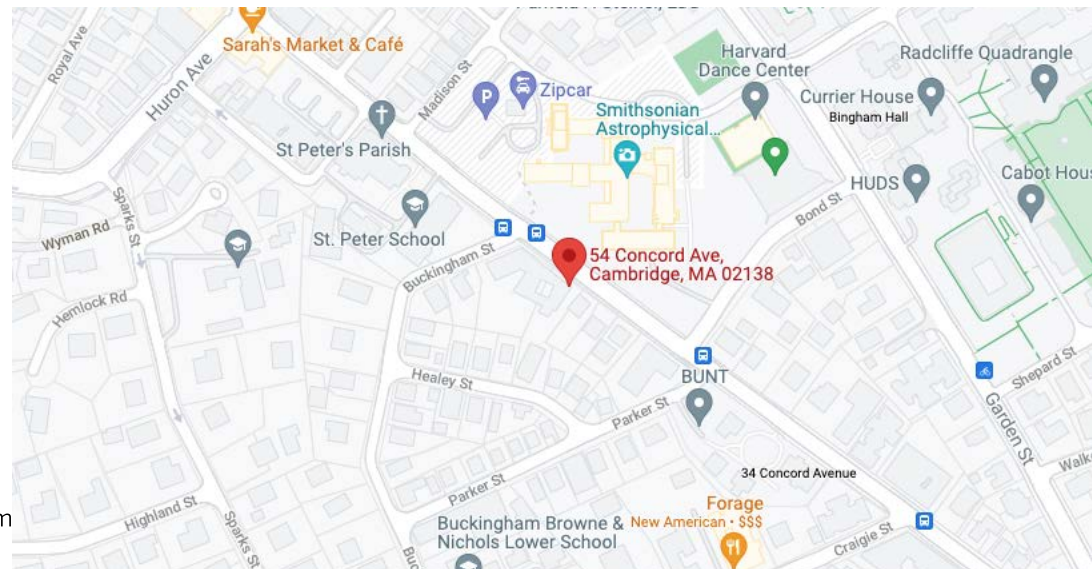 Sarah's Market & Café
Royal Ave
Huron Ave
Madison St
P
Zipcar
St Peter's Parish
Smithsonian
Astrophysical...
Harvard
Dance Center
Radcliffe Quadrangle
Currier House
Bingham Hall
HUDS
Cabot Hous
Bond St
Wyman Rd
Sparks St
St. Peter School
Buckingham St
54 Concord Ave,
Cambridge, MA 02138
Hemlock Rd
Healey St
Parker St
BUNT
Shepard St
Garden St
Walk
34 Concord Avenue
Parker St
Highland St
Sparks St
Buckingham Browne &
Nichols Lower School
Forage
New American • $$$
Craigie St
Buc
m